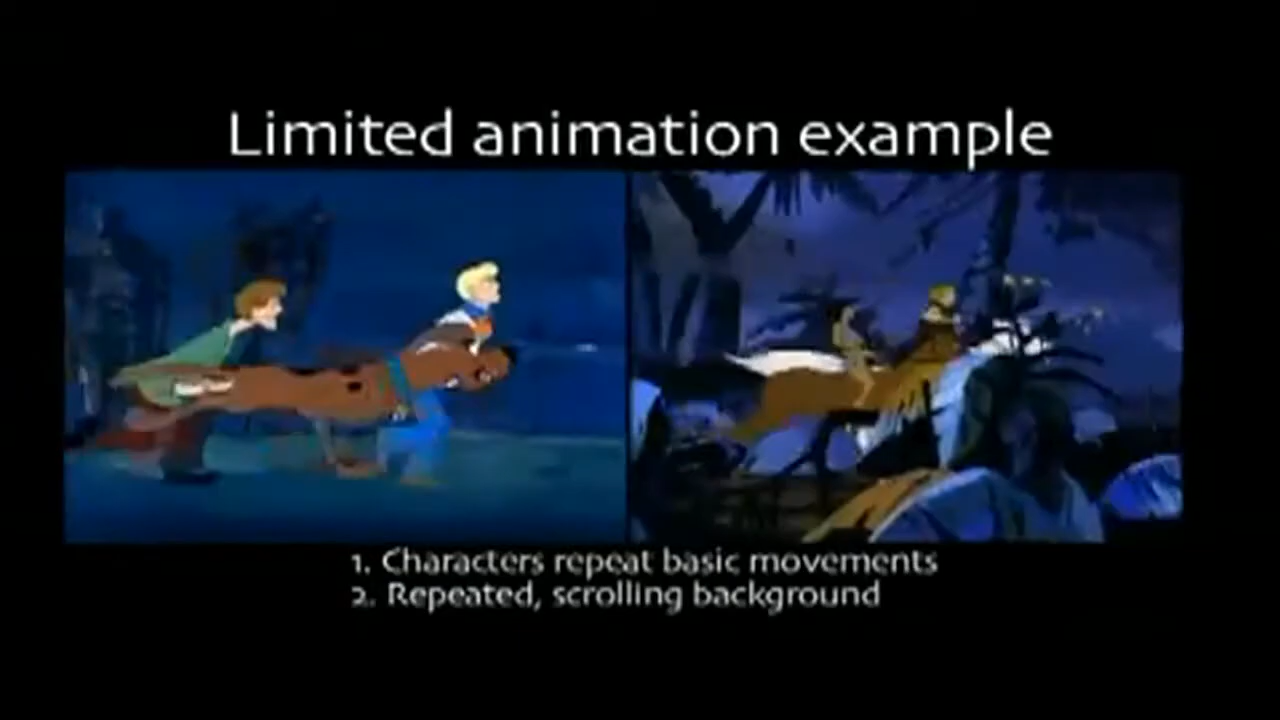 Limited animation example
1. Characters repeat basic movements
2. Repeated, scrolling background